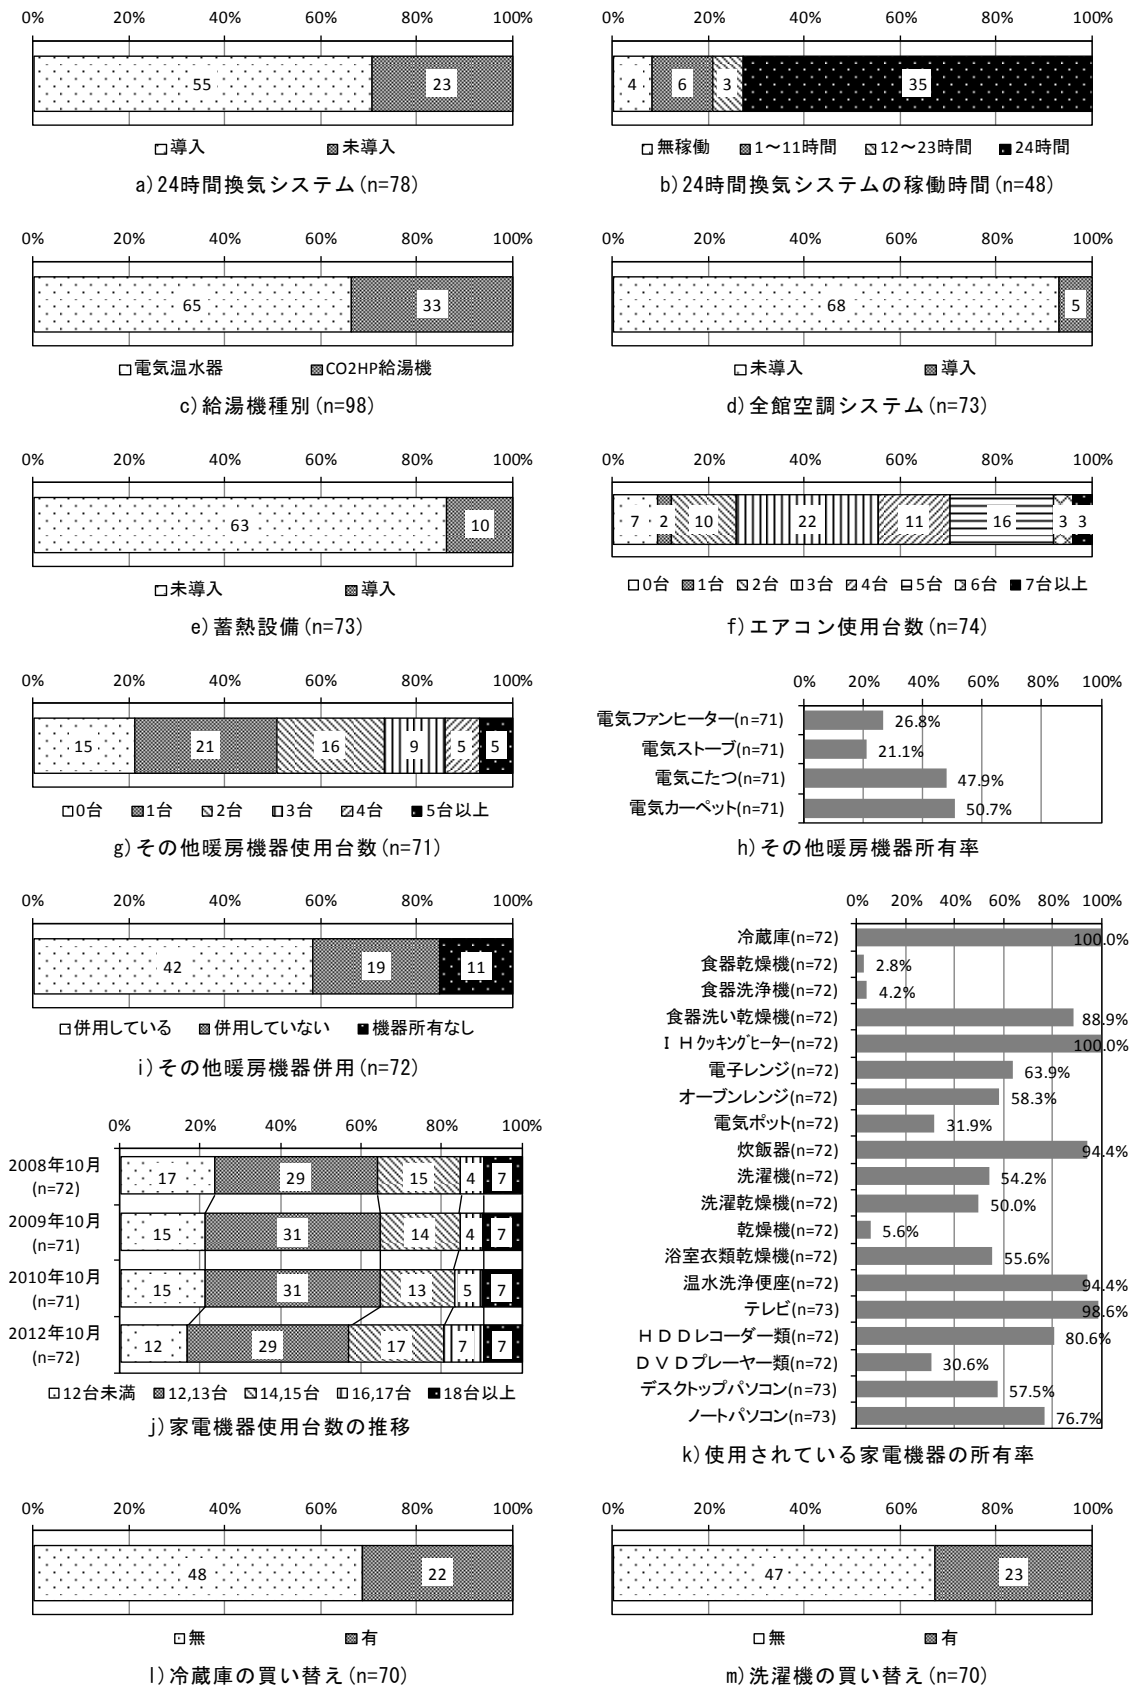 0% 20% 40% 60% 80% 100%
55 23
導入 未導入
a)24時間換気システム(n=78)
0% 20% 40% 60% 80% 100%
4 6 3 35
無稼働 1～11時間 12～23時間 24時間
b)24時間換気システムの稼働時間(n=48)
0% 20% 40% 60% 80% 100%
65 33
電気温水器 CO2HP給湯機
c)給湯機種別(n=98)
0% 20% 40% 60% 80% 100%
68 5
未導入 導入
d)全館空調システム(n=73)
0% 20% 40% 60% 80% 100%
63 10
未導入 導入
e)蓄熱設備(n=73)
0% 20% 40% 60% 80% 100%
7 2 10 22 11 16 3 3
0台 1台 2台 3台 4台 5台 6台 7台以上
f)エアコン使用台数(n=74)
0% 20% 40% 60% 80% 100%
15 21 16 9 5 5
0台 1台 2台 3台 4台 5台以上
g)その他暖房機器使用台数(n=71)
0% 20% 40% 60% 80% 100%
電気ファンヒーター(n=71) 26.8%
電気ストーブ(n=71) 21.1%
電気こたつ(n=71) 47.9%
電気カーペット(n=71) 50.7%
h)その他暖房機器所有率
0% 20% 40% 60% 80% 100%
42 19 11
併用している 併用していない 機器所有なし
i)その他暖房機器併用(n=72)
0% 20% 40% 60% 80% 100%
2008年10月
(n=72)
17 29 15 4 7
2009年10月
(n=71)
15 31 14 4 7
2010年10月
(n=71)
15 31 13 5 7
2012年10月
(n=72)
12 29 17 7 7
12台未満 12,13台 14,15台 16,17台 18台以上
j)家電機器使用台数の推移
0% 20% 40% 60% 80% 100%
冷蔵庫(n=72) 100.0%
食器乾燥機(n=72) 2.8%
食器洗浄機(n=72) 4.2%
食器洗い乾燥機(n=72) 88.9%
ＩＨｸｯｷﾝｸﾞﾋｰﾀｰ(n=72) 100.0%
電子レンジ(n=72) 63.9%
オーブンレンジ(n=72) 58.3%
電気ポット(n=72) 31.9%
炊飯器(n=72) 94.4%
洗濯機(n=72) 54.2%
洗濯乾燥機(n=72) 50.0%
乾燥機(n=72) 5.6%
浴室衣類乾燥機(n=72) 55.6%
温水洗浄便座(n=72) 94.4%
テレビ(n=73) 98.6%
ＨＤＤレコーダー類(n=72) 80.6%
ＤＶＤプレーヤー類(n=72) 30.6%
デスクトップパソコン(n=73) 57.5%
ノートパソコン(n=73) 76.7%
k)使用されている家電機器の所有率
0% 20% 40% 60% 80% 100%
48 22
無 有
l)冷蔵庫の買い替え(n=70)
0% 20% 40% 60% 80% 100%
47 23
無 有
m)洗濯機の買い替え(n=70)